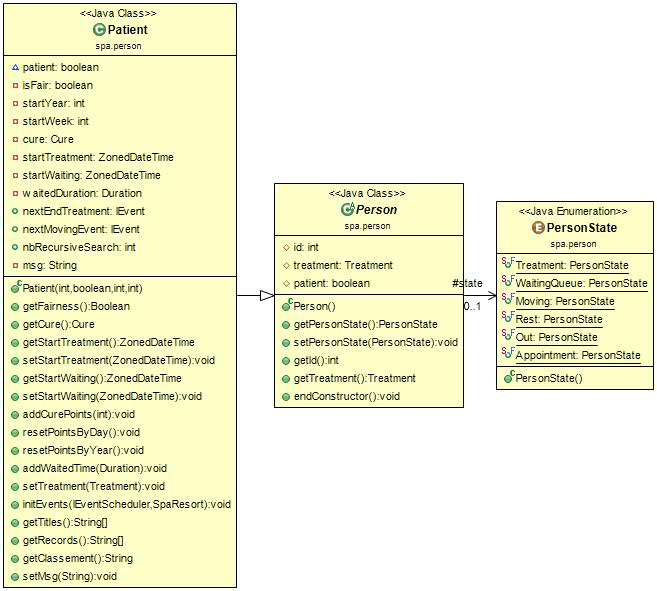 <<Java Class>>
Patient
spa.person
patient: boolean
isFair: boolean
startYear: int
startWeek: int
cure: Cure
startTreatment: ZonedDateTime
startWaiting: ZonedDateTime
waitedDuration: Duration
nextEndTreatment: IEvent
nextMovingEvent: IEvent
nbRecursiveSearch: int
msg: String
Patient(int,boolean,int,int)
getFairness():Boolean
getCure():Cure
getStartTreatment():ZonedDateTime
setStartTreatment(ZonedDateTime):void
getStartWaiting():ZonedDateTime
setStartWaiting(ZonedDateTime):void
addCurePoints(int):void
resetPointsByDay():void
resetPointsByYear():void
addWaitedTime(Duration):void
setTreatment(Treatment):void
initEvents(IEventScheduler,SpaResort):void
getTitles():String[]
getRecords():String[]
getClassement():String
setMsg(String):void
<<Java Class>>
Person
spa.person
id: int
treatment: Treatment
patient: boolean
Person()
getPersonState():PersonState
setPersonState(PersonState):void
getId():int
getTreatment():Treatment
endConstructor():void
#state
0..1
<<Java Enumeration>>
PersonState
spa.person
Treatment: PersonState
WaitingQueue: PersonState
Moving: PersonState
Rest: PersonState
Out: PersonState
Appointment: PersonState
PersonState()